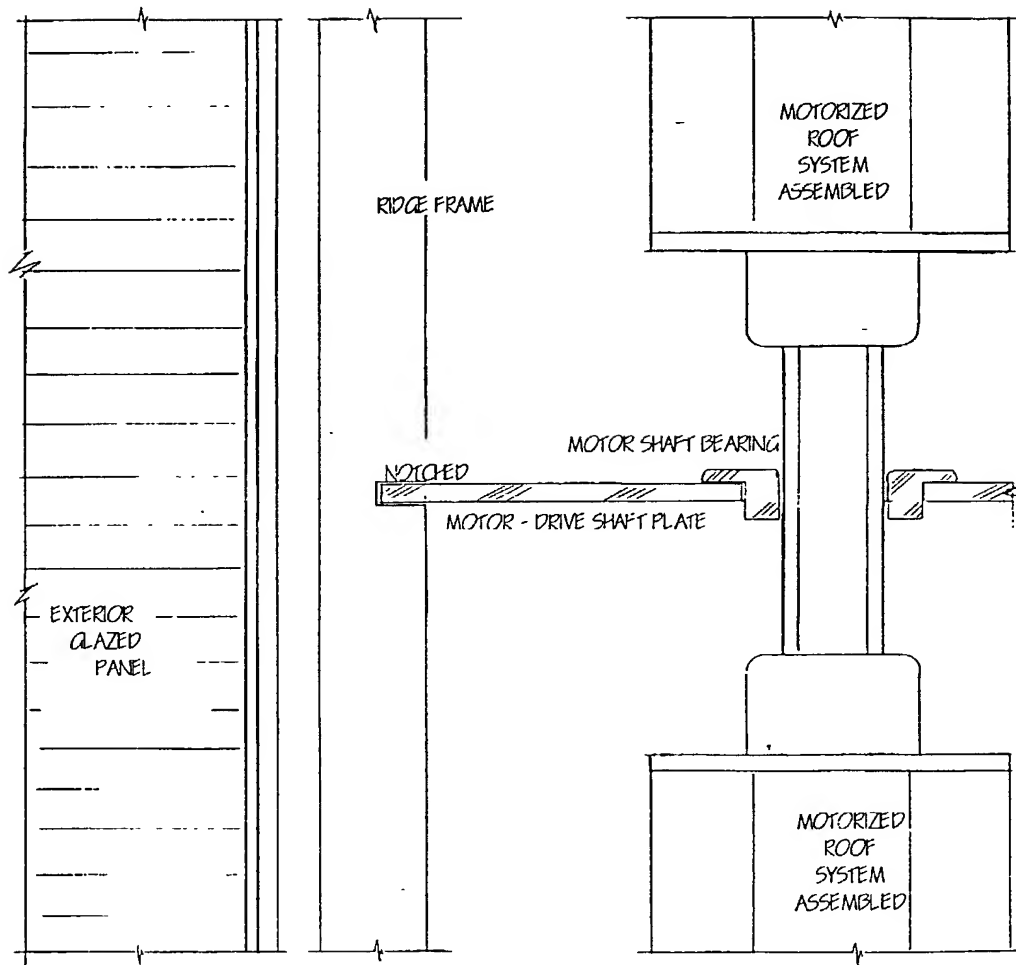 MOTORIZED
ROOF
SYSTEM
ASSEMBLED
RIDGE FRAME
MOTOR SHAFT BEARING
NOTCHED
MOTOR - DRIVE SHAFT PLATE
EXTERIOR
GLAZED
PANEL
MOTORIZED
ROOF
SYSTEM
ASSEMBLED